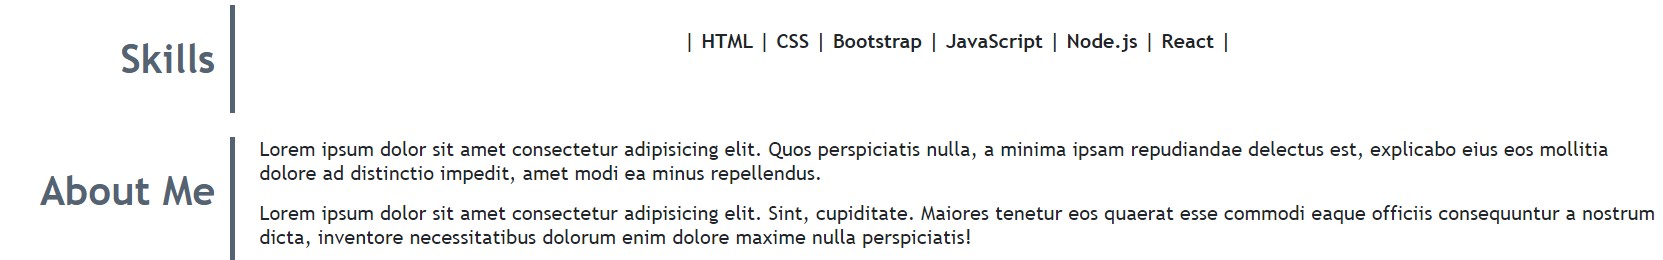 Skills
| HTML | CSS | Bootstrap | JavaScript | Node.js | React |
About Me
Lorem ipsum dolor sit amet consectetur adipisicing elit. Quos perspiciatis nulla, a minima ipsam repudiandae delectus est, explicabo eius eos mollitia
dolore ad distinctio impedit, amet modi ea minus repellendus.
Lorem ipsum dolor sit amet consectetur adipisicing elit. Sint, cupiditate. Maiores tenetur eos quaerat esse commodi eaque officiis consequuntur a nostrum
dicta, inventore necessitatibus dolorum enim dolore maxime nulla perspiciatis!